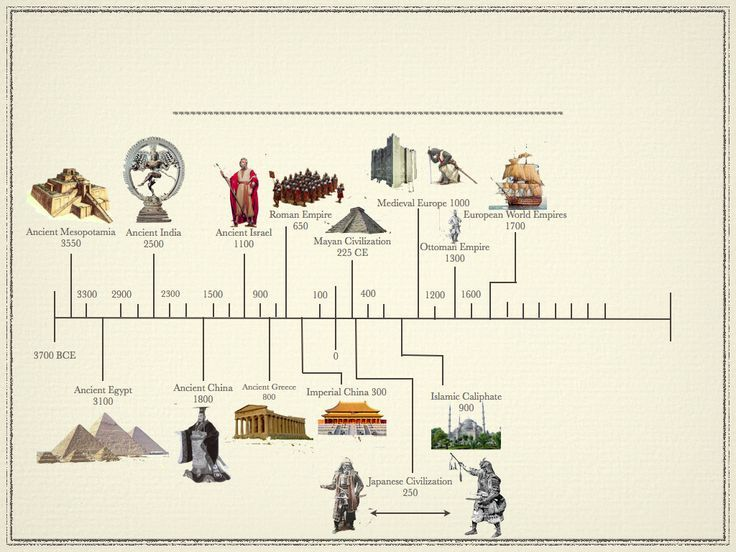 Roman Empire
650
Medieval Europe 1000
European World Empires
1700
Ancient Mesopotamia
3550
Ancient India
2500
Ancient Israel
1100
Mayan Civilization
225 CE
Ottoman Empire
1300
3300
2900
2300
1500
900
100
400
1200
1600
3700 BCE
0
Ancient Egypt
3100
Ancient China
1800
Ancient Greece
800
Imperial China 300
Islamic Caliphate
900
Japanese Civilization
250